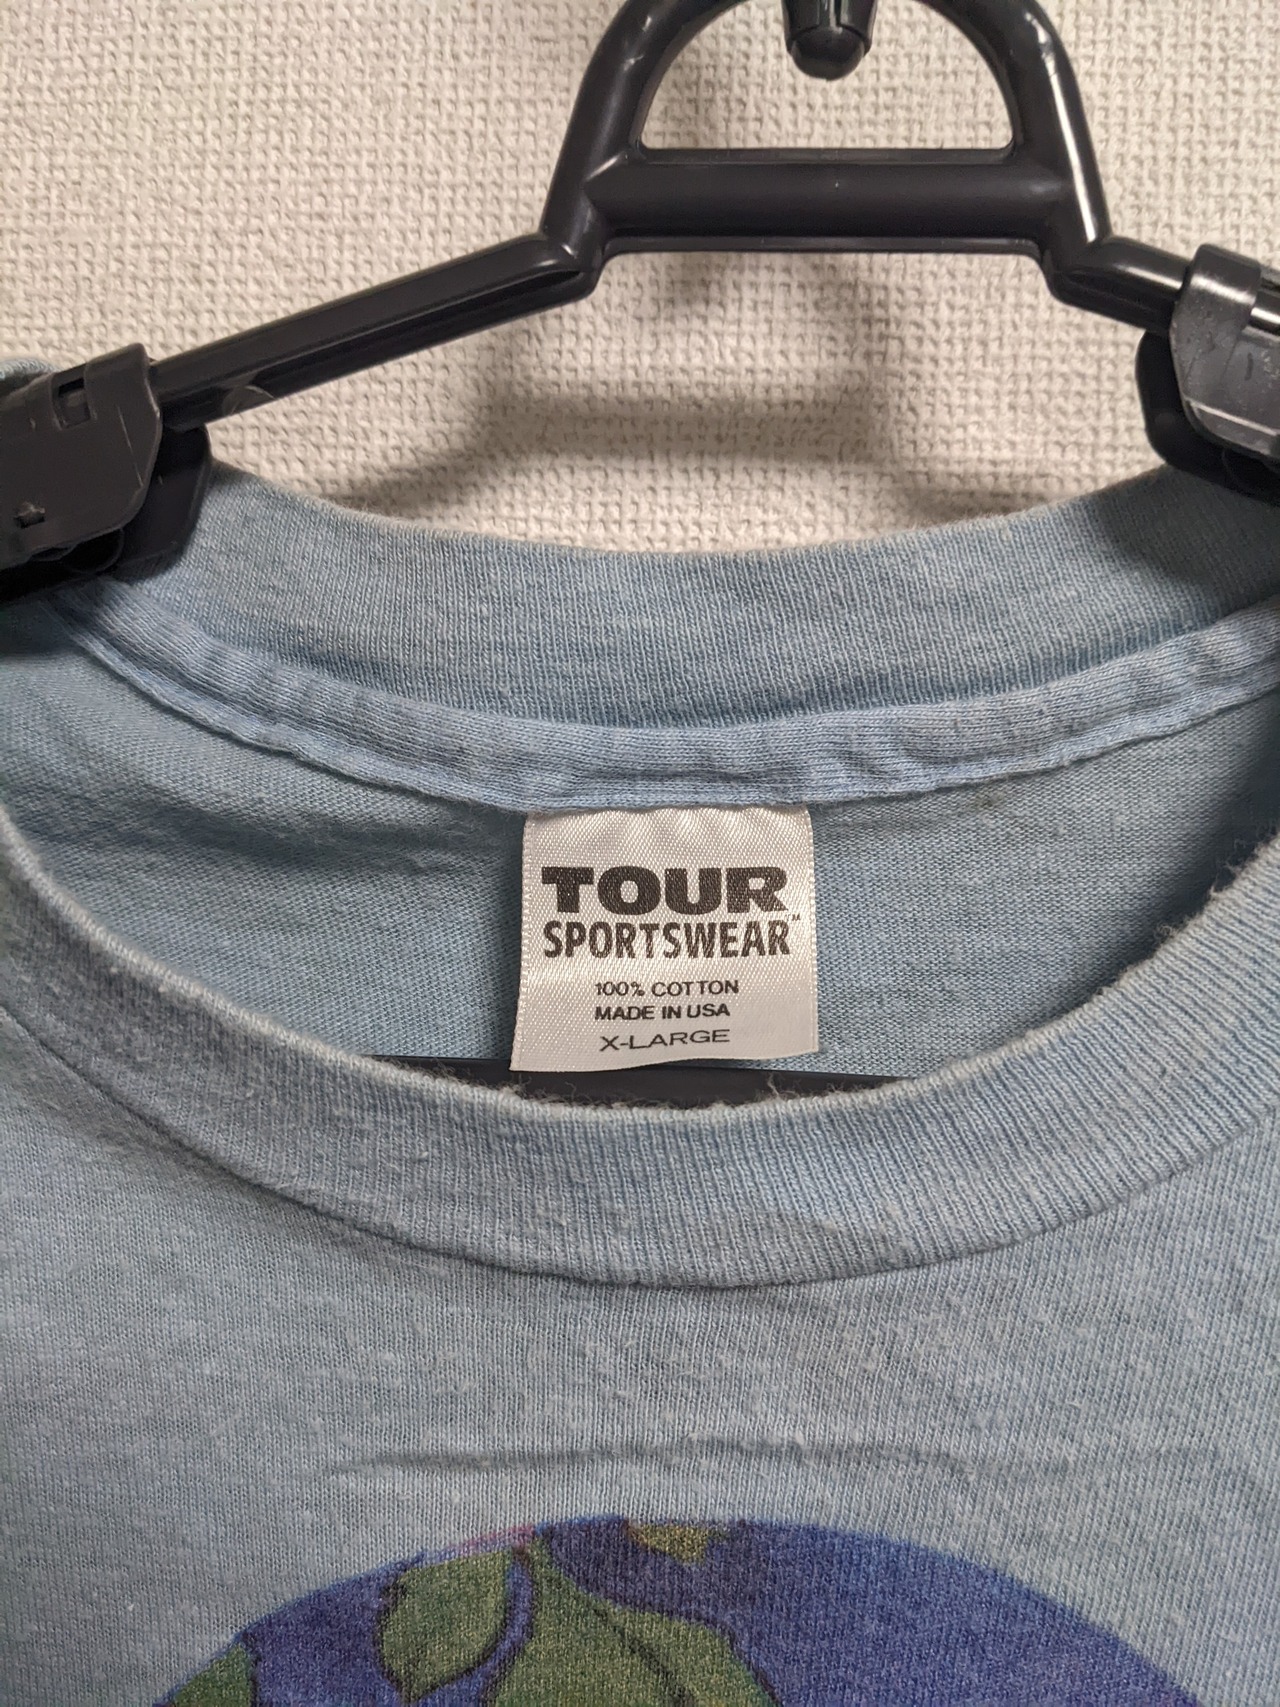 TOUR
SPORTSWEAR™
100% COTTON
MADE IN USA
X-LARGE